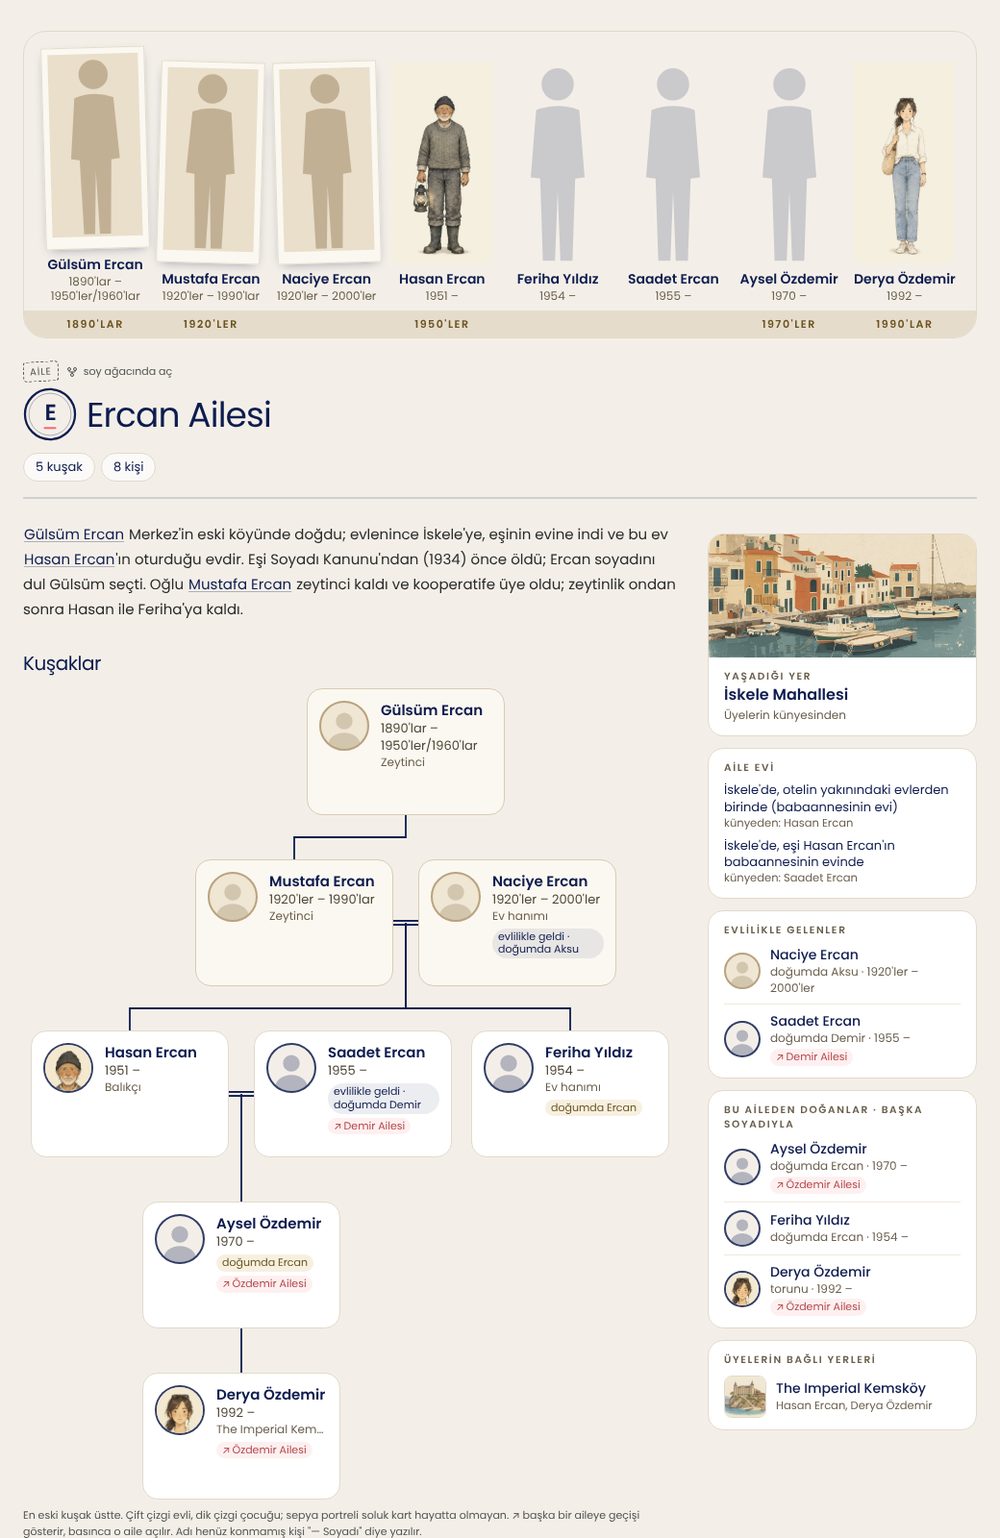 Gülsüm Ercan
1890'lar –
1950'ler/1960'lar
Mustafa Ercan
1920'ler – 1990'lar
Naciye Ercan
1920'ler – 2000'ler
Hasan Ercan
1951 –
Feriha Yıldız
1954 –
Saadet Ercan
1955 –
Aysel Özdemir
1970 –
Derya Özdemir
1992 –
1890'LAR
1920'LER
1950'LER
1970'LER
1990'LAR
AİLE
soy ağacında aç
E
Ercan Ailesi
5 kuşak
8 kişi
Gülsüm Ercan Merkez'in eski köyünde doğdu; evlenince İskele'ye, eşinin evine indi ve bu ev
Hasan Ercan'ın oturduğu evdir. Eşi Soyadı Kanunu'ndan (1934) önce öldü; Ercan soyadını
dul Gülsüm seçti. Oğlu Mustafa Ercan zeytinci kaldı ve kooperatife üye oldu; zeytinlik ondan
sonra Hasan ile Feriha'ya kaldı.
Kuşaklar
Gülsüm Ercan
1890'lar –
1950'ler/1960'lar
Zeytinci
Mustafa Ercan
1920'ler – 1990'lar
Zeytinci
Naciye Ercan
1920'ler – 2000'ler
Ev hanımı
evlilikle geldi ·
doğumda Aksu
Hasan Ercan
1951 –
Balıkçı
Saadet Ercan
1955 –
evlilikle geldi ·
doğumda Demir
↗ Demir Ailesi
Feriha Yıldız
1954 –
Ev hanımı
doğumda Ercan
Aysel Özdemir
1970 –
doğumda Ercan
↗ Özdemir Ailesi
Derya Özdemir
1992 –
The Imperial Kem...
↗ Özdemir Ailesi
En eski kuşak üstte. Çift çizgi evli, dik çizgi çocuğu; sepya portreli soluk kart hayatta olmayan. ↗ başka bir aileye geçişi
gösterir, basınca o aile açılır. Adı henüz konmamış kişi "— Soyadı" diye yazılır.
YAŞADIĞI YER
İskele Mahallesi
Üyelerin künyesinden
AİLE EVİ
İskele'de, otelin yakınındaki evlerden
birinde (babaannesinin evi)
künyeden: Hasan Ercan
İskele'de, eşi Hasan Ercan'ın
babaannesinin evinde
künyeden: Saadet Ercan
EVLİLİKLE GELENLER
Naciye Ercan
doğumda Aksu · 1920'ler –
2000'ler
Saadet Ercan
doğumda Demir · 1955 –
↗ Demir Ailesi
BU AİLEDEN DOĞANLAR · BAŞKA
SOYADIYLA
Aysel Özdemir
doğumda Ercan · 1970 –
↗ Özdemir Ailesi
Feriha Yıldız
doğumda Ercan · 1954 –
Derya Özdemir
torunu · 1992 –
↗ Özdemir Ailesi
ÜYELERİN BAĞLI YERLERİ
The Imperial Kemsköy
Hasan Ercan, Derya Özdemir